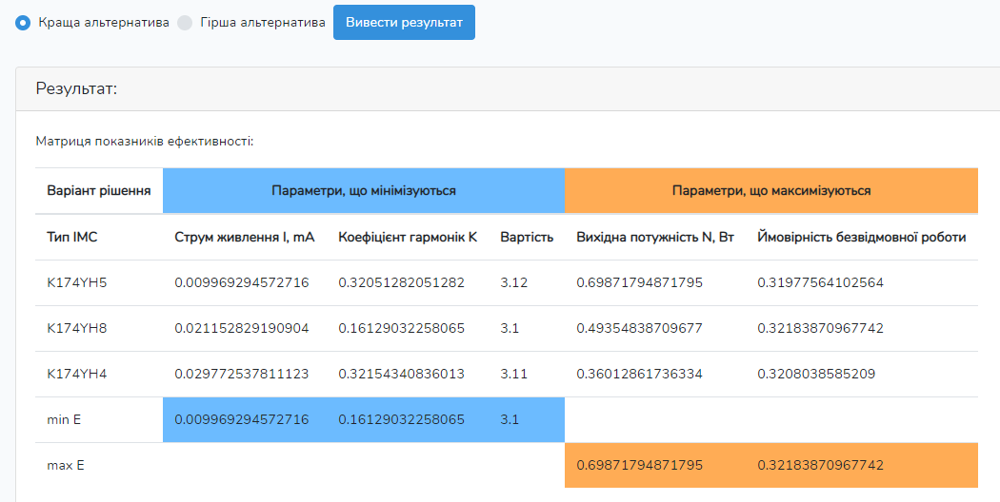 Краща альтернатива Гірша альтернатива Вивести результат
Результат:
Матриця показників ефективності:
Варіант рішення Параметри, що мінімізуються Параметри, що максимізуються
Тип ІМС Струм живлення I, mA Коефіцієнт гармонік K Вартість Вихідна потужність N, Вт Ймовірність безвідмовної роботи
K174YH5 0.009969294572716 0.32051282051282 3.12 0.69871794871795 0.31977564102564
K174YH8 0.021152829190904 0.16129032258065 3.1 0.49354838709677 0.32183870967742
K174YH4 0.029772537811123 0.32154340836013 3.11 0.36012861736334 0.3208038585209
min E 0.009969294572716 0.16129032258065 3.1
max E 0.69871794871795 0.32183870967742